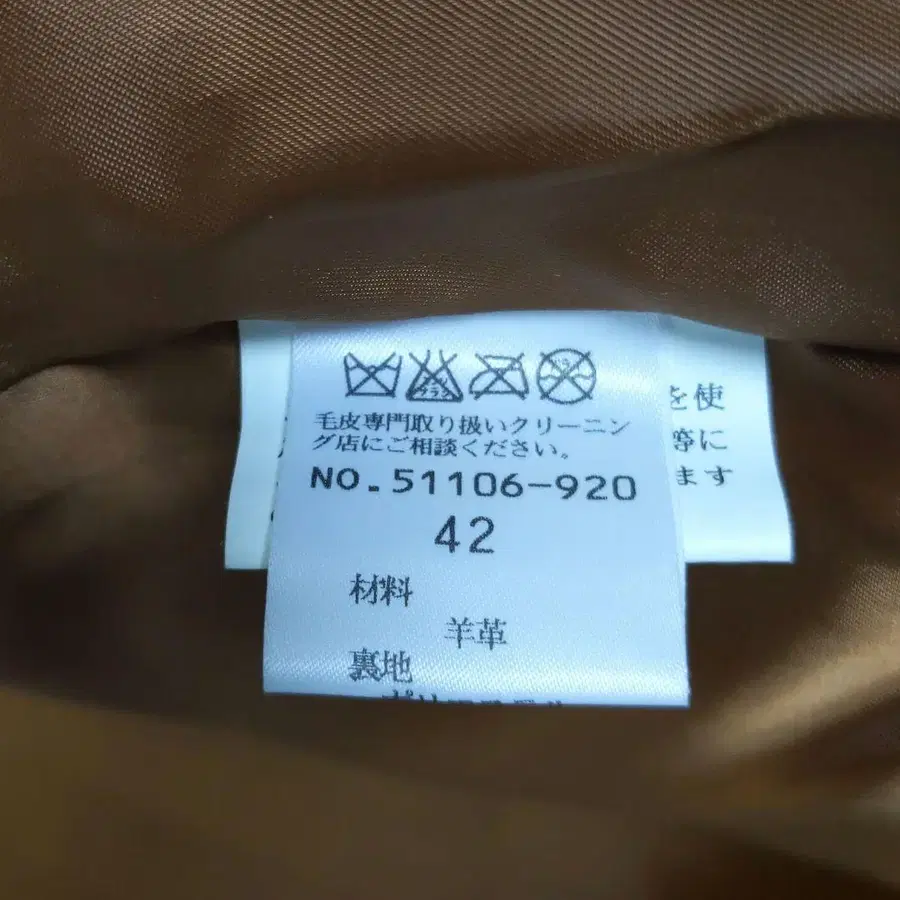 毛皮専門取り扱いクリーニン
グ店にご相談ください。
NO. 51106-920
42
材料
羊革
裏地
を使
等に
ます